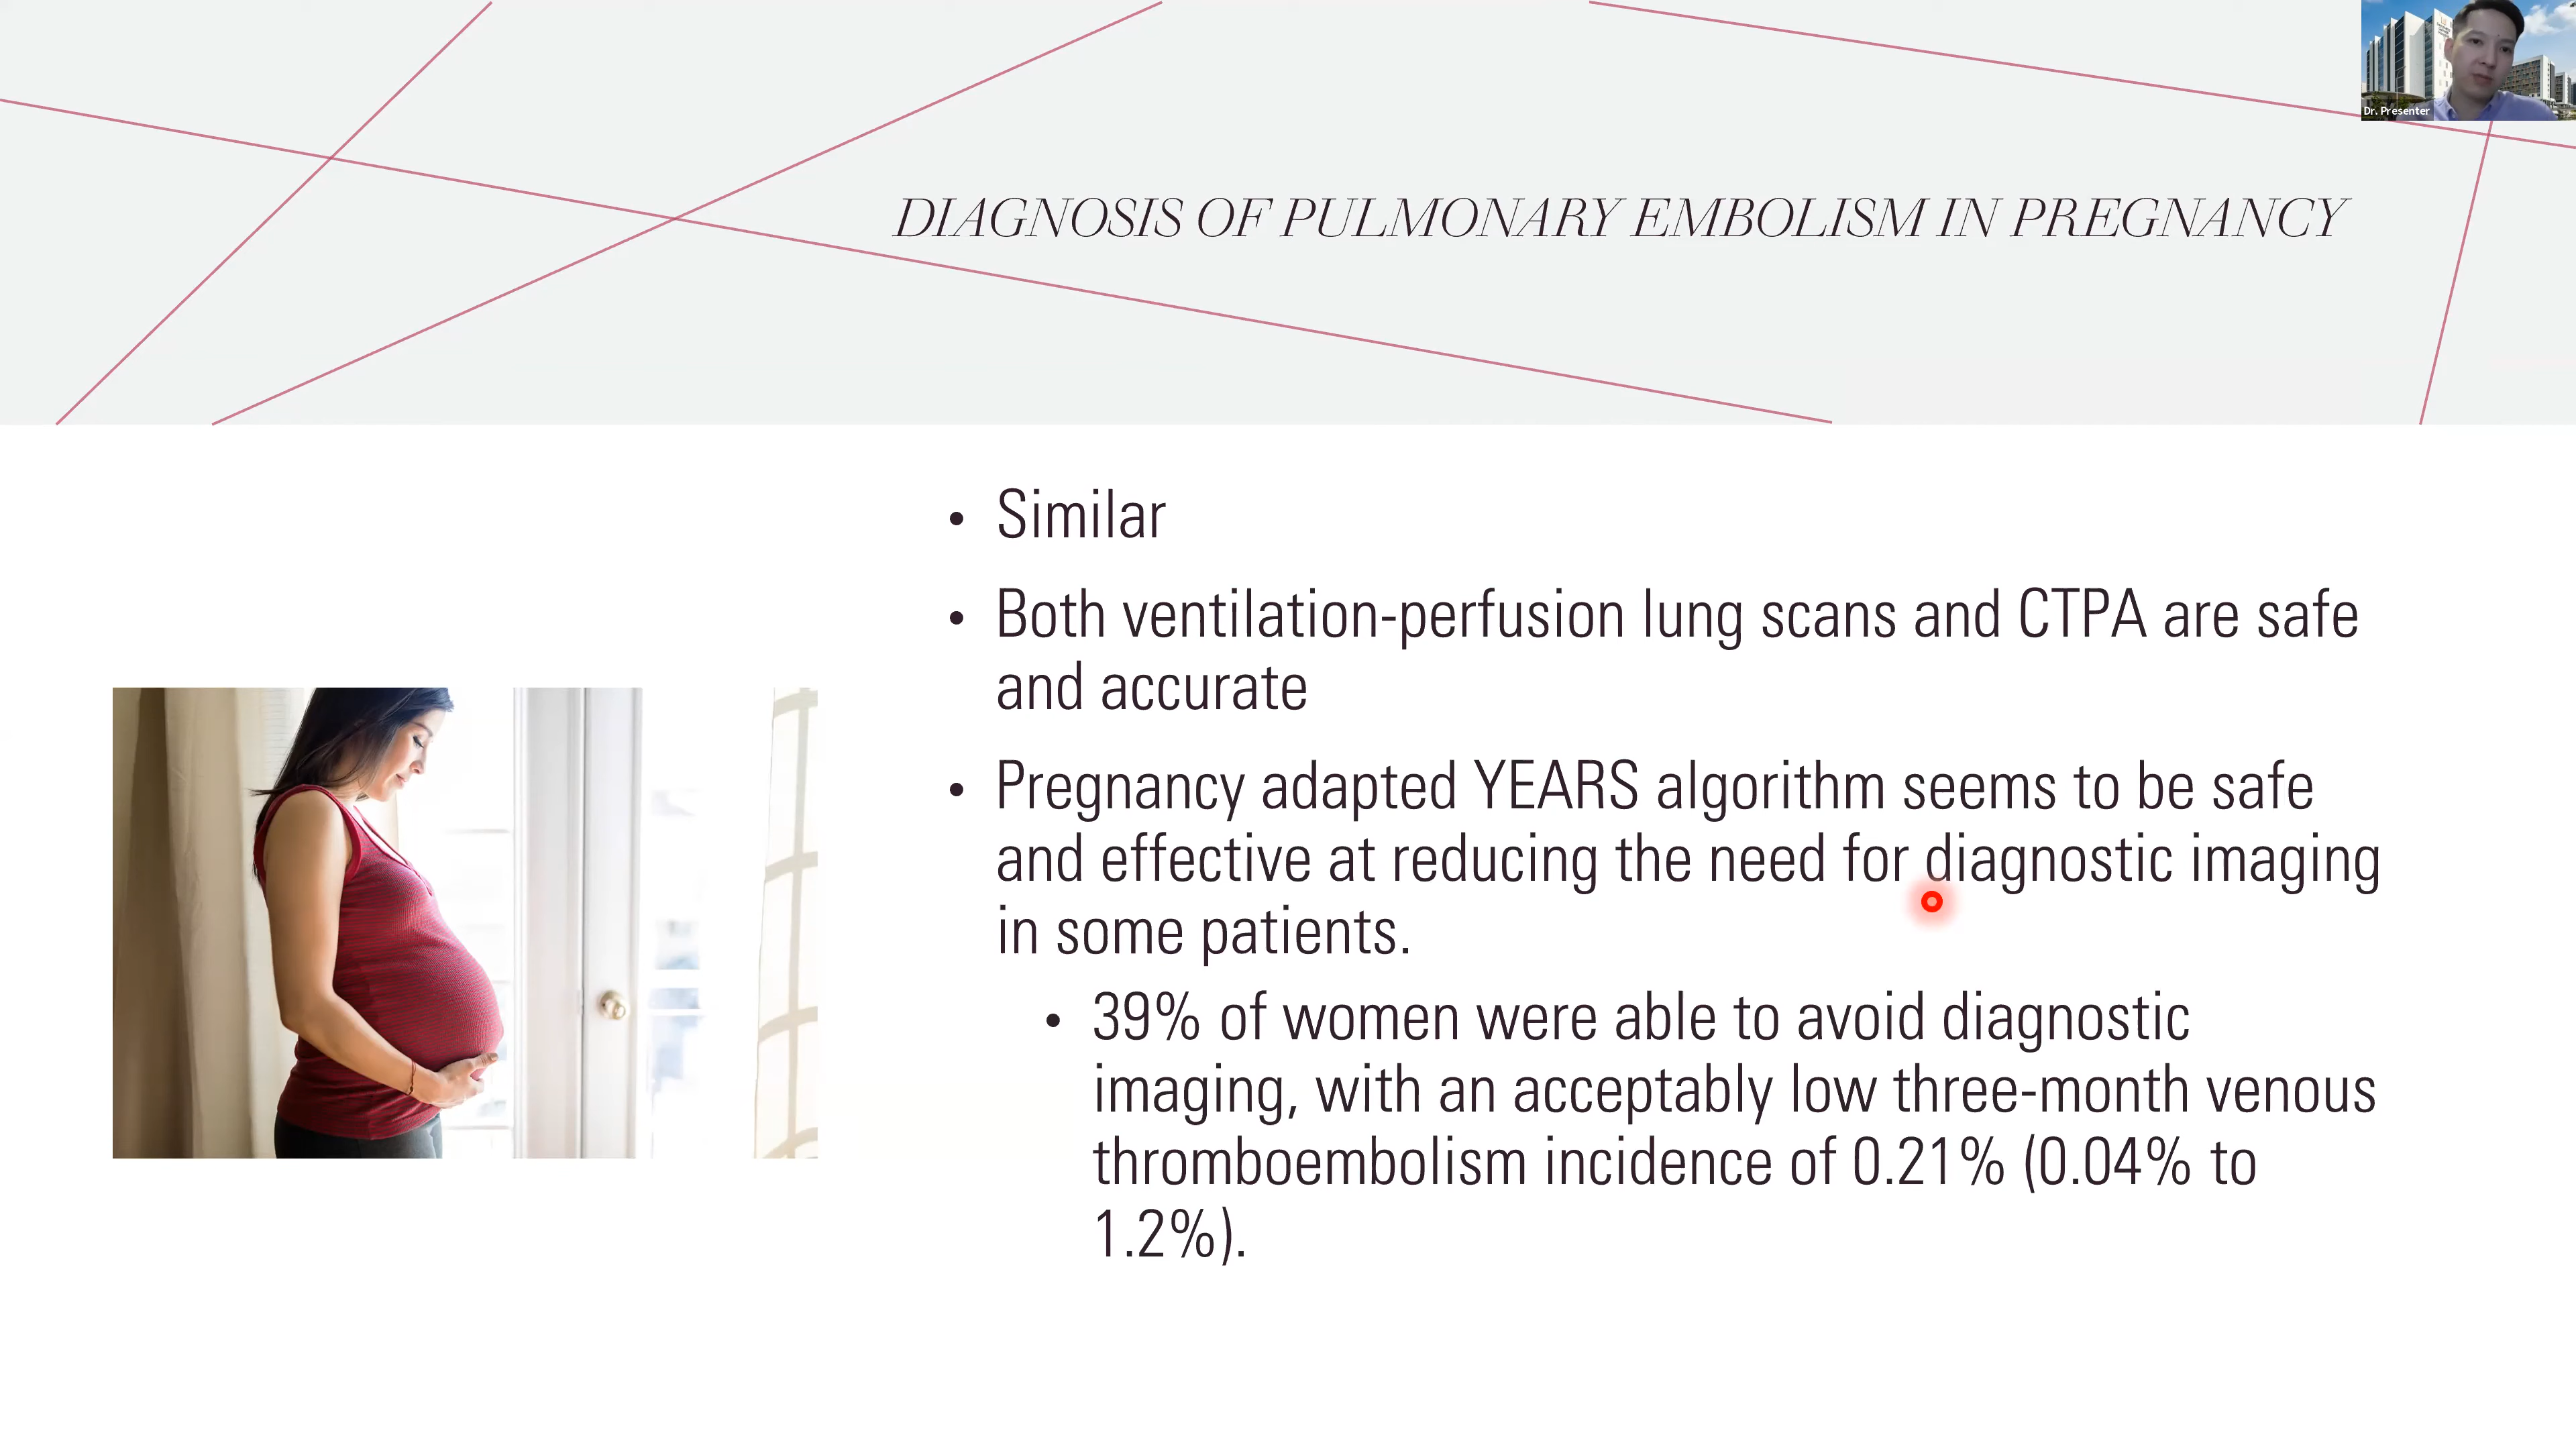 Dr. Presenter
DIAGNOSIS OF PULMONARY EMBOLISM IN PREGNANCY
• Similar
• Both ventilation-perfusion lung scans and CTPA are safe
and accurate
• Pregnancy adapted YEARS algorithm seems to be safe
and effective at reducing the need for diagnostic imaging
in some patients.
• 39% of women were able to avoid diagnostic
imaging, with an acceptably low three-month venous
thromboembolism incidence of 0.21% (0.04% to
1.2%).